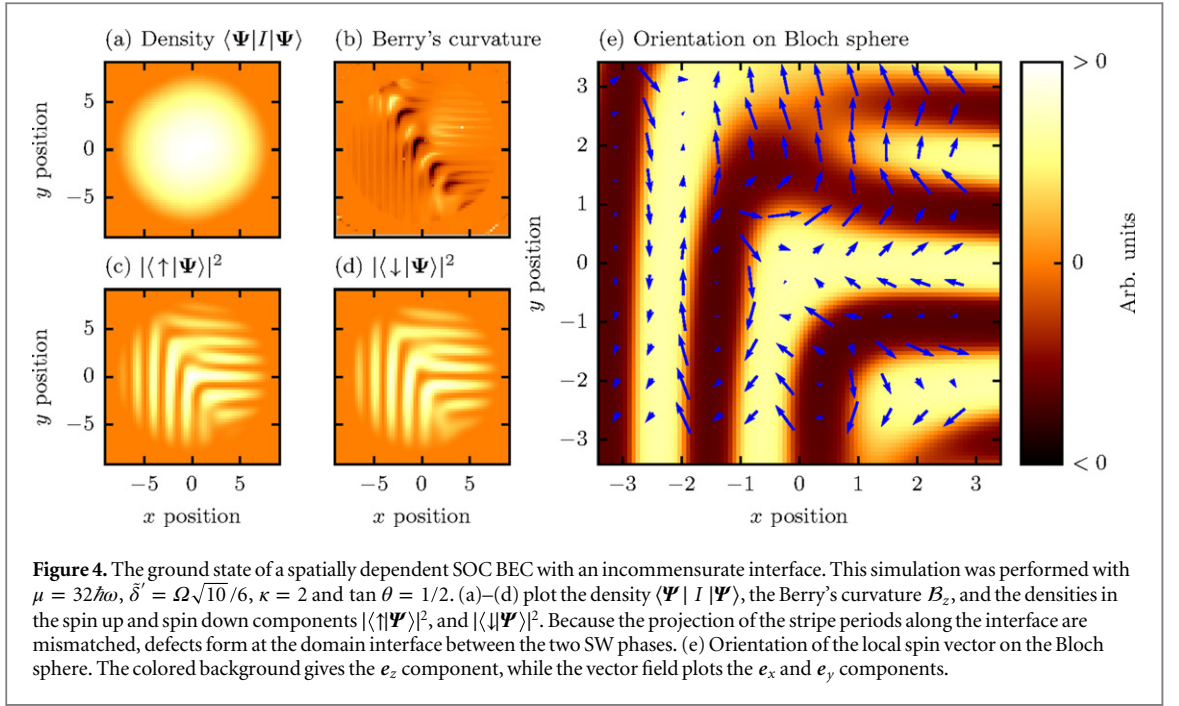 (a) Density ⟨Ψ|I|Ψ⟩
(b) Berry's curvature
(e) Orientation on Bloch sphere
5
0
−5
y position
(c) |⟨↑|Ψ⟩|²
(d) |⟨↓|Ψ⟩|²
5
0
−5
y position
−5 0 5
x position
−5 0 5
x position
3
2
1
0
−1
−2
−3
y position
−3 −2 −1 0 1 2 3
x position
> 0
0
< 0
Arb. units
Figure 4. The ground state of a spatially dependent SOC BEC with an incommensurate interface. This simulation was performed with
μ = 32ℏω, δ̃′ = Ω√10/6, κ = 2 and tan θ = 1/2. (a)–(d) plot the density ⟨Ψ | I |Ψ⟩, the Berry's curvature ℬz, and the densities in
the spin up and spin down components |⟨↑|Ψ⟩|², and |⟨↓|Ψ⟩|². Because the projection of the stripe periods along the interface are
mismatched, defects form at the domain interface between the two SW phases. (e) Orientation of the local spin vector on the Bloch
sphere. The colored background gives the ez component, while the vector field plots the ex and ey components.